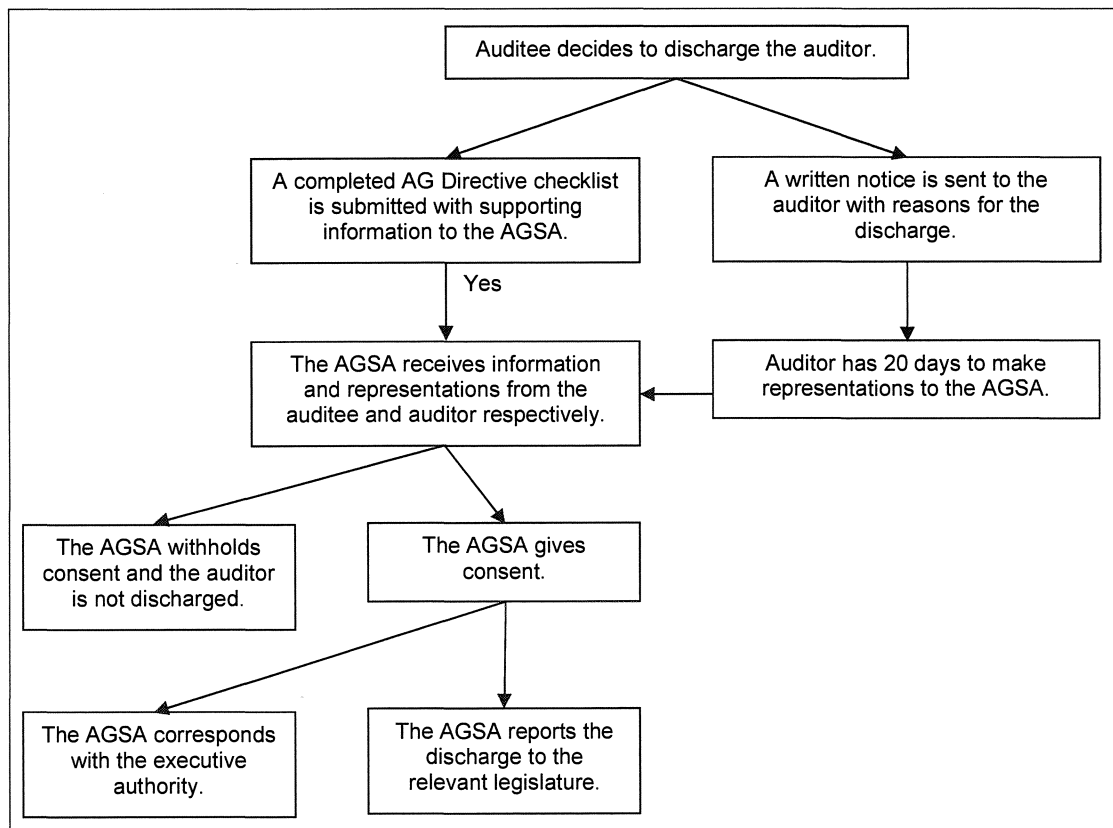 Auditee decides to discharge the auditor.
A completed AG Directive checklist
is submitted with supporting
information to the AGSA.
A written notice is sent to the
auditor with reasons for the
discharge.
Yes
The AGSA receives information
and representations from the
auditee and auditor respectively.
Auditor has 20 days to make
representations to the AGSA.
The AGSA withholds
consent and the auditor
is not discharged.
The AGSA gives
consent.
The AGSA corresponds
with the executive
authority.
The AGSA reports the
discharge to the
relevant legislature.